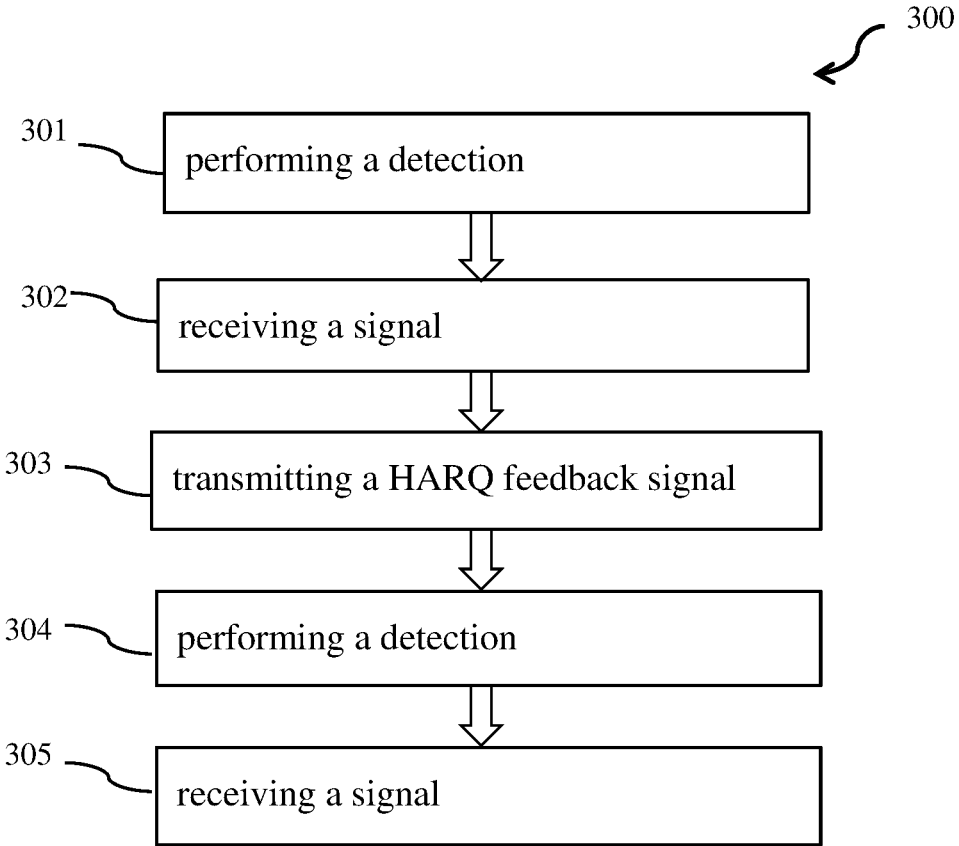 300
301
performing a detection
302
receiving a signal
303
transmitting a HARQ feedback signal
304
performing a detection
305
receiving a signal